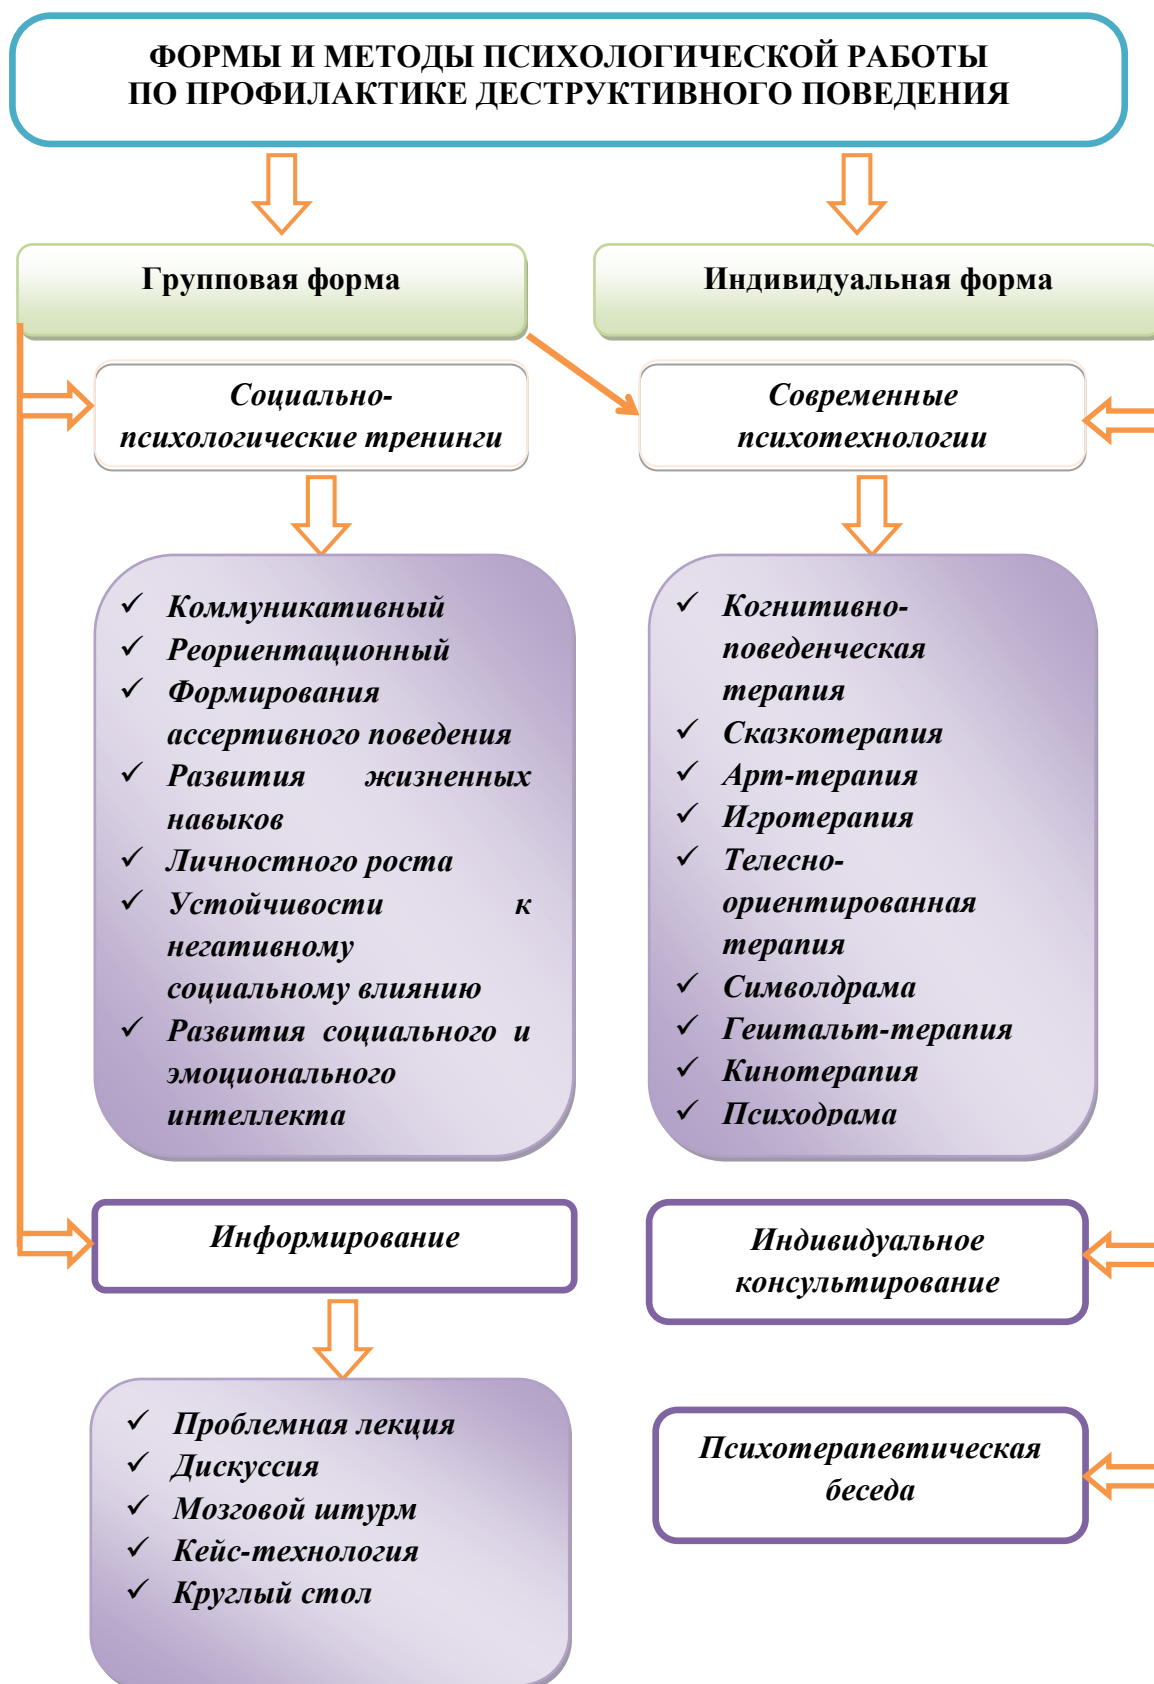 ФОРМЫ И МЕТОДЫ ПСИХОЛОГИЧЕСКОЙ РАБОТЫ
ПО ПРОФИЛАКТИКЕ ДЕСТРУКТИВНОГО ПОВЕДЕНИЯ
Групповая форма
Индивидуальная форма
Социально-
психологические тренинги
Современные
психотехнологии
✓ Коммуникативный
✓ Реориентационный
✓ Формирования
ассертивного поведения
✓ Развития жизненных
навыков
✓ Личностного роста
✓ Устойчивости к
негативному
социальному влиянию
✓ Развития социального и
эмоционального
интеллекта
✓ Когнитивно-
поведенческая
терапия
✓ Сказкотерапия
✓ Арт-терапия
✓ Игротерапия
✓ Телесно-
ориентированная
терапия
✓ Символдрама
✓ Гештальт-терапия
✓ Кинотерапия
✓ Психодрама
Информирование
Индивидуальное
консультирование
✓ Проблемная лекция
✓ Дискуссия
✓ Мозговой штурм
✓ Кейс-технология
✓ Круглый стол
Психотерапевтическая
беседа